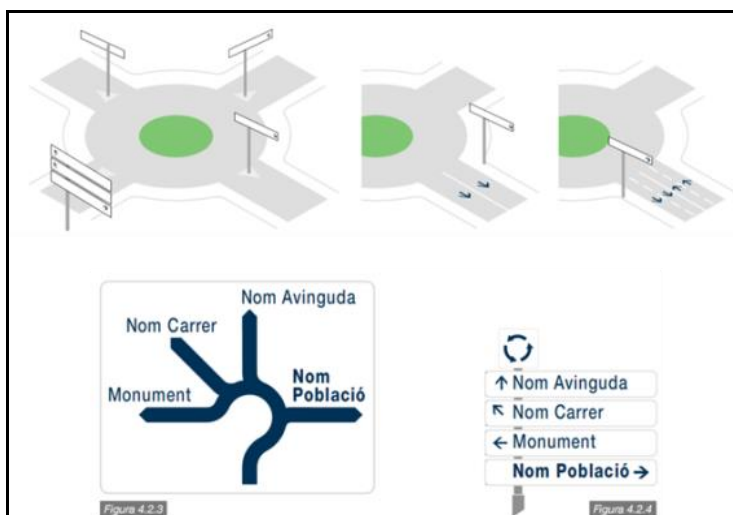 Nom Avinguda
Nom Carrer
Monument
Nom
Població
Figura 4.2.3
Nom Avinguda
Nom Carrer
Monument
Nom Població
Figura 4.2.4